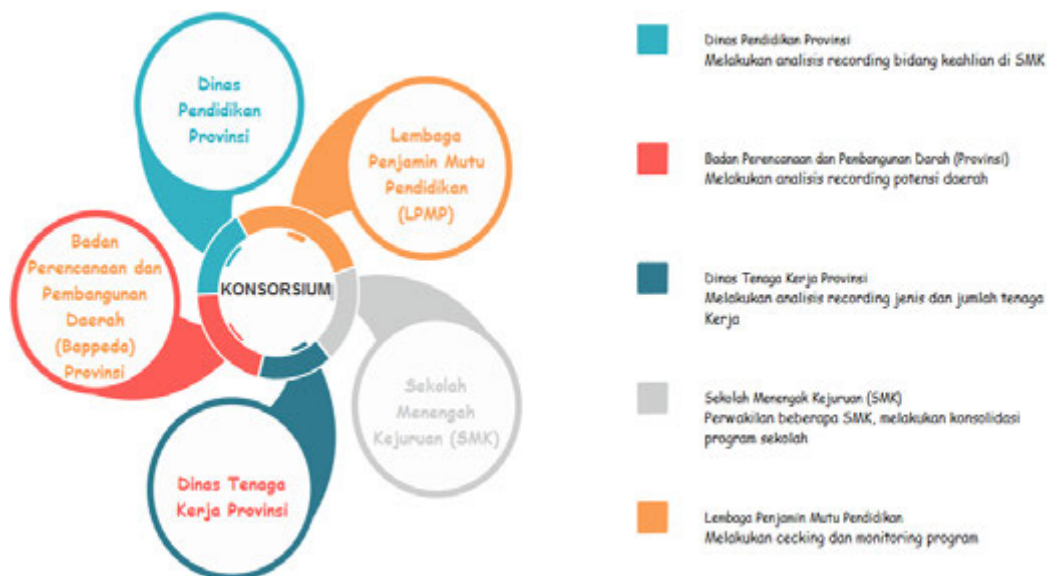 Dinas
Pendidikan
Provinsi
Lembaga
Penjamin Mutu
Pendidikan
(LPMP)
Badan
Perencanaan dan
Pembangunan
Daerah
(Bappeda)
Provinsi
KONSORSIUM
Sekolah
Menengah
Kejuruan (SMK)
Dinas Tenaga
Kerja Provinsi
Dinas Pendidikan Provinsi
Melakukan analisis recording bidang keahlian di SMK
Badan Perencanaan dan Pembangunan Darah (Provinsi)
Melakukan analisis recording potensi daerah
Dinas Tenaga Kerja Provinsi
Melakukan analisis recording jenis dan jumlah tenaga
Kerja
Sekolah Menengak Kejuruan (SMK)
Perwakilan beberapa SMK, melakukan konsolidasi
program sekolah
Lembaga Penjamin Mutu Pendidikan
Melakukan cecking dan monitoring program